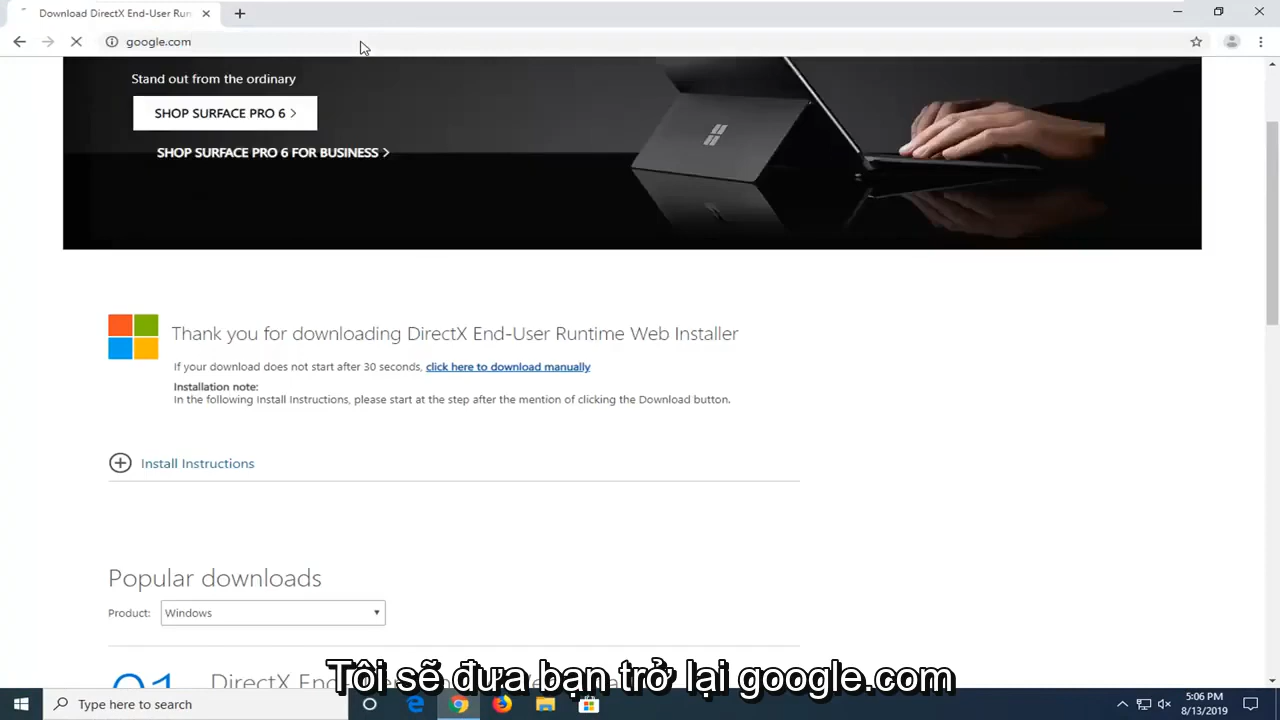 Download DirectX End-User Run
google.com
Stand out from the ordinary
SHOP SURFACE PRO 6 >
SHOP SURFACE PRO 6 FOR BUSINESS >
Thank you for downloading DirectX End-User Runtime Web Installer
If your download does not start after 30 seconds, click here to download manually
Installation note:
In the following Install Instructions, please start at the step after the mention of clicking the Download button.
Install Instructions
Popular downloads
Product: Windows
01 DirectX End-User
Tôi sẽ đưa bạn trở lại google.com
Type here to search
5:06 PM
8/13/2019